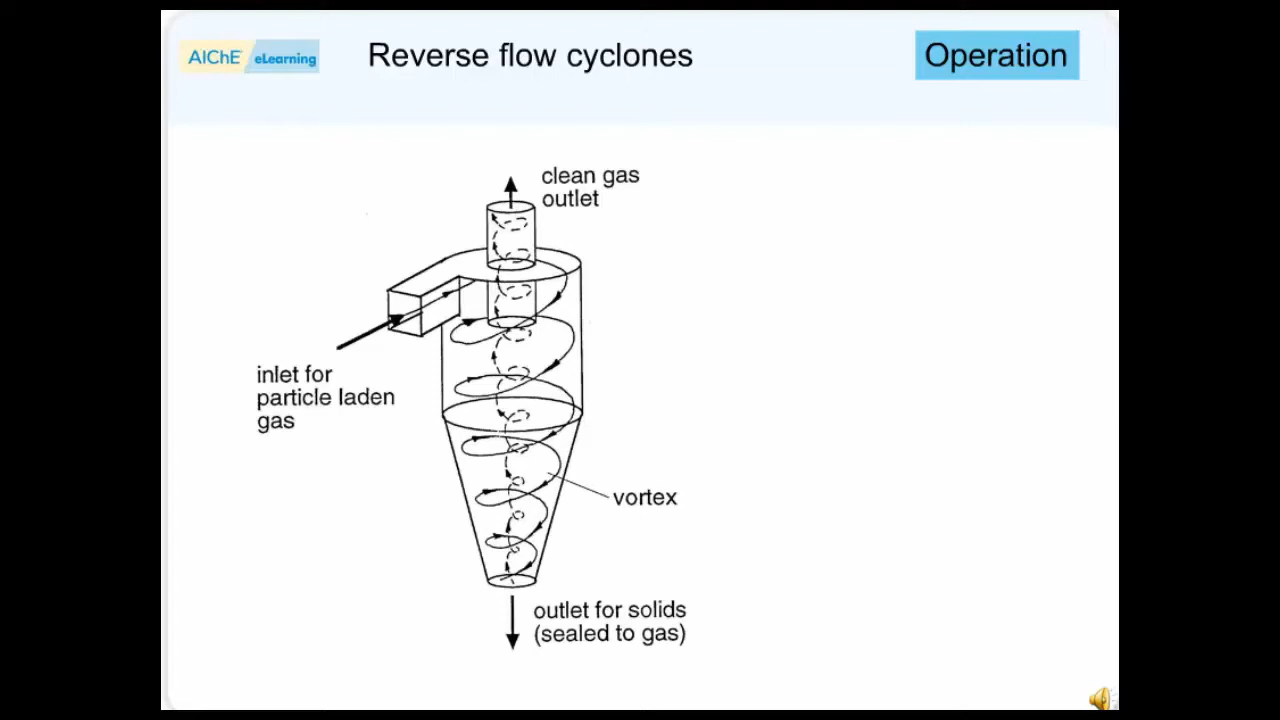 AIChE eLearning
Reverse flow cyclones
Operation
clean gas
outlet
inlet for
particle laden
gas
vortex
outlet for solids
(sealed to gas)